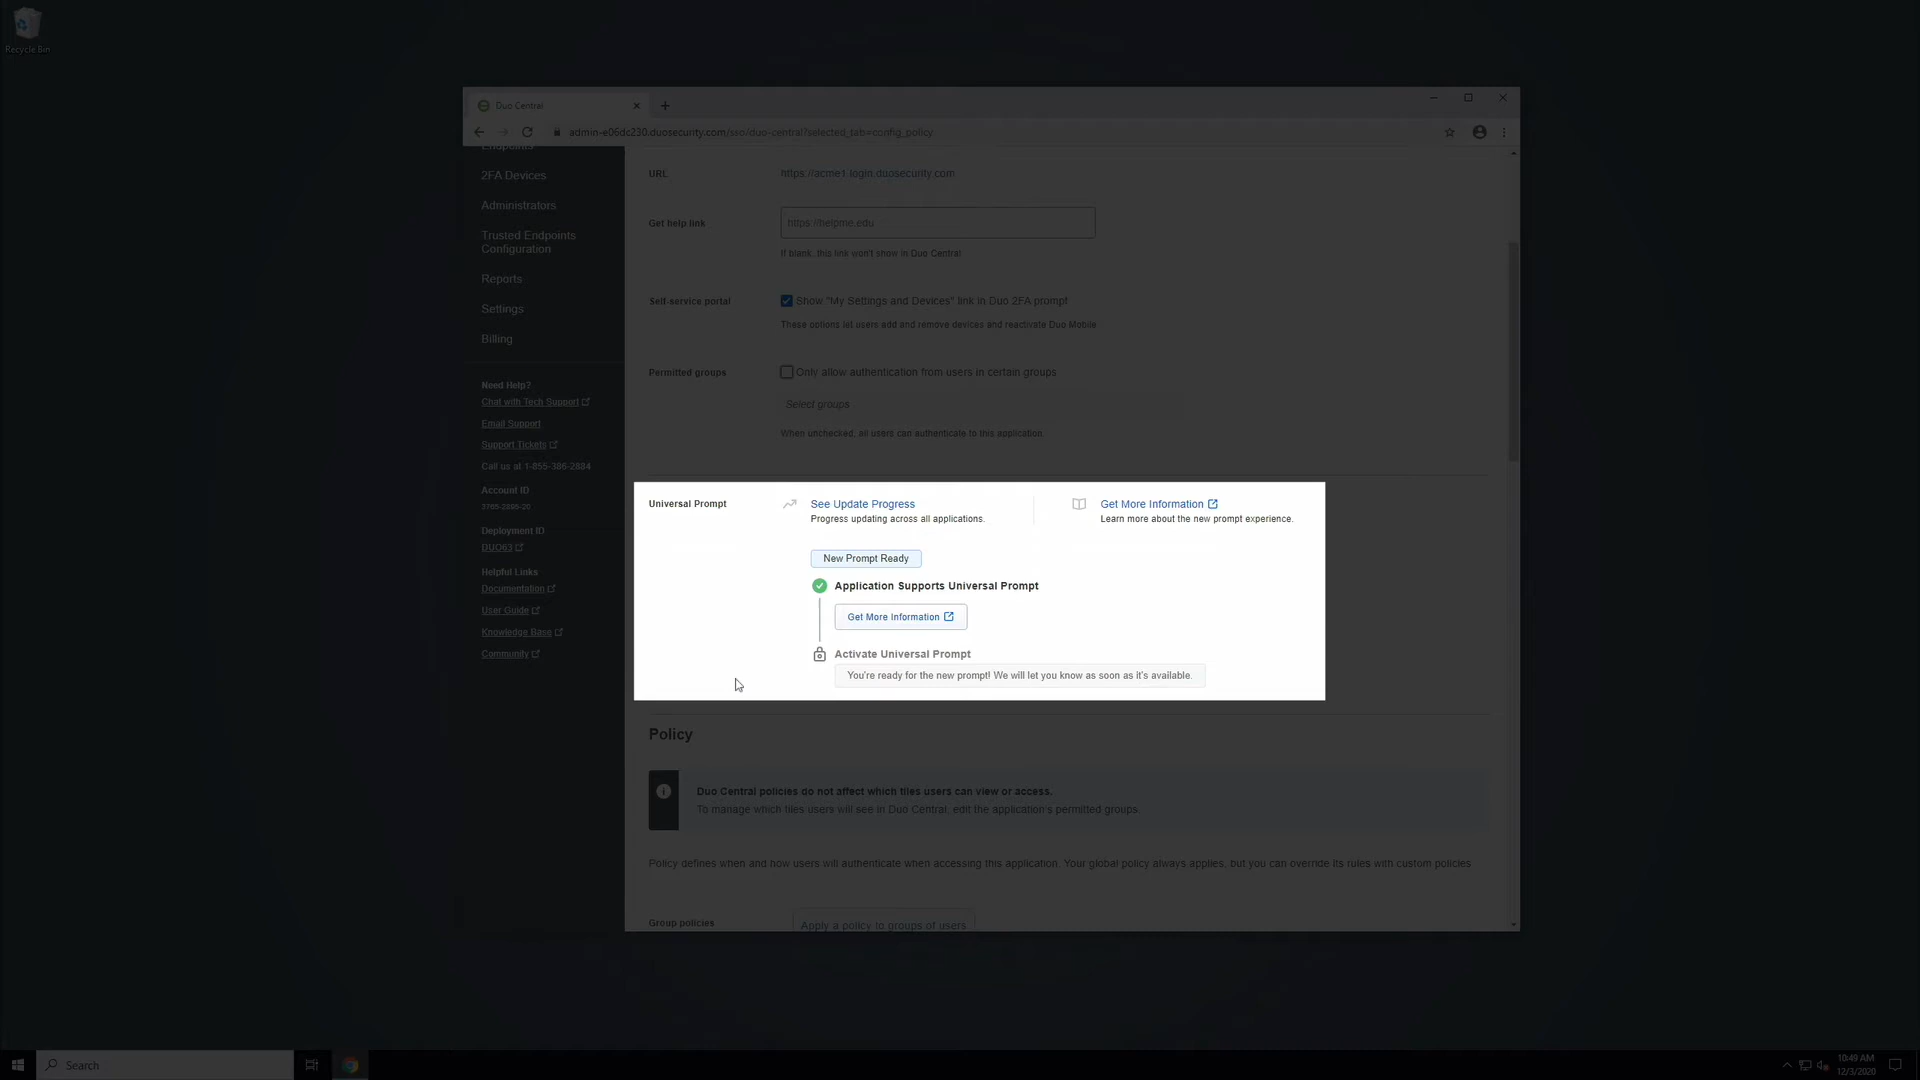 Recycle Bin
Duo Central
admin-e06dc230.duosecurity.com/sso/duo-central?selected_tab=config_policy
Endpoints
2FA Devices
Administrators
Trusted Endpoints
Configuration
Reports
Settings
Billing
Need Help?
Chat with Tech Support
Email Support
Support Tickets
Call us at 1-855-386-2884
Account ID
3765-2896-20
Deployment ID
DUO63
Helpful Links
Documentation
User Guide
Knowledge Base
Community
URL
https://acme1.login.duosecurity.com
Get help link
https://helpme.edu
If blank, this link won't show in Duo Central
Self-service portal
Show "My Settings and Devices" link in Duo 2FA prompt
These options let users add and remove devices and reactivate Duo Mobile
Permitted groups
Only allow authentication from users in certain groups
Select groups
When unchecked, all users can authenticate to this application.
Universal Prompt
See Update Progress
Progress updating across all applications.
Get More Information
Learn more about the new prompt experience.
New Prompt Ready
Application Supports Universal Prompt
Get More Information
Activate Universal Prompt
You're ready for the new prompt! We will let you know as soon as it's available.
Policy
Duo Central policies do not affect which tiles users can view or access.
To manage which tiles users will see in Duo Central, edit the application's permitted groups.
Policy defines when and how users will authenticate when accessing this application. Your global policy always applies, but you can override its rules with custom policies
Group policies
Apply a policy to groups of users
Search
10:49 AM
12/3/2020